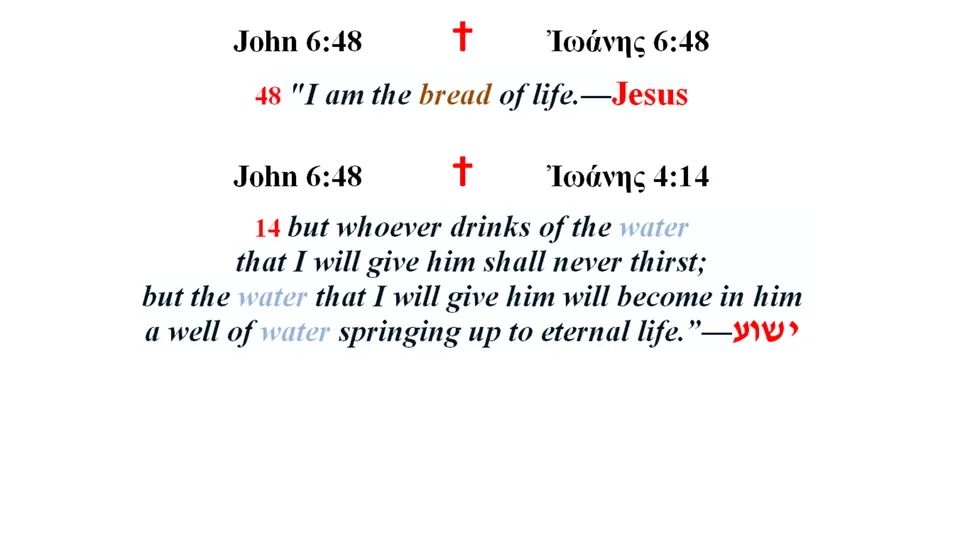 John 6:48 ✝ Ἰωάνης 6:48
48 "I am the bread of life.—Jesus
John 6:48 ✝ Ἰωάνης 4:14
14 but whoever drinks of the water
that I will give him shall never thirst;
but the water that I will give him will become in him
a well of water springing up to eternal life.”—ישוע